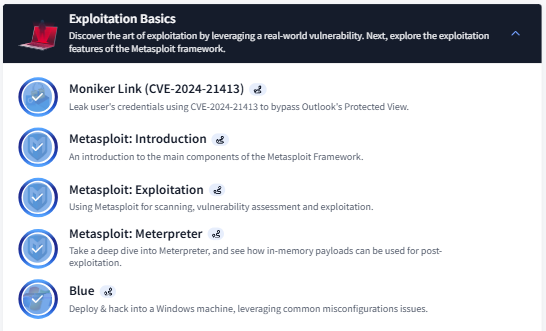 Exploitation Basics
Discover the art of exploitation by leveraging a real-world vulnerability. Next, explore the exploitation
features of the Metasploit framework.
Moniker Link (CVE-2024-21413)
Leak user's credentials using CVE-2024-21413 to bypass Outlook's Protected View.
Metasploit: Introduction
An introduction to the main components of the Metasploit Framework.
Metasploit: Exploitation
Using Metasploit for scanning, vulnerability assessment and exploitation.
Metasploit: Meterpreter
Take a deep dive into Meterpreter, and see how in-memory payloads can be used for post-
exploitation.
Blue
Deploy & hack into a Windows machine, leveraging common misconfigurations issues.